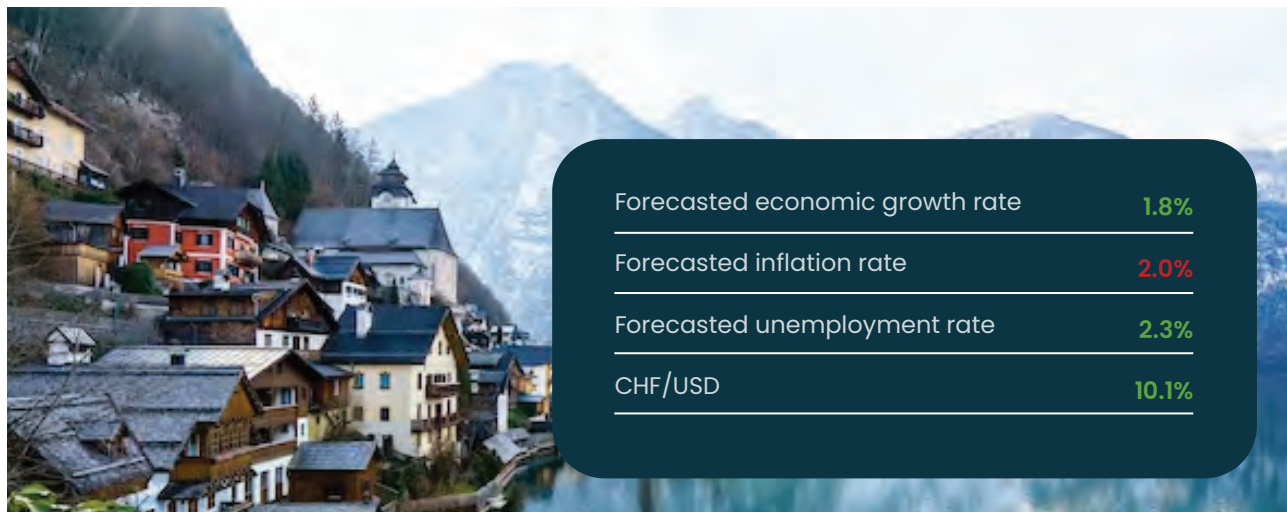 Forecasted economic growth rate 1.8%
Forecasted inflation rate 2.0%
Forecasted unemployment rate 2.3%
CHF/USD 10.1%